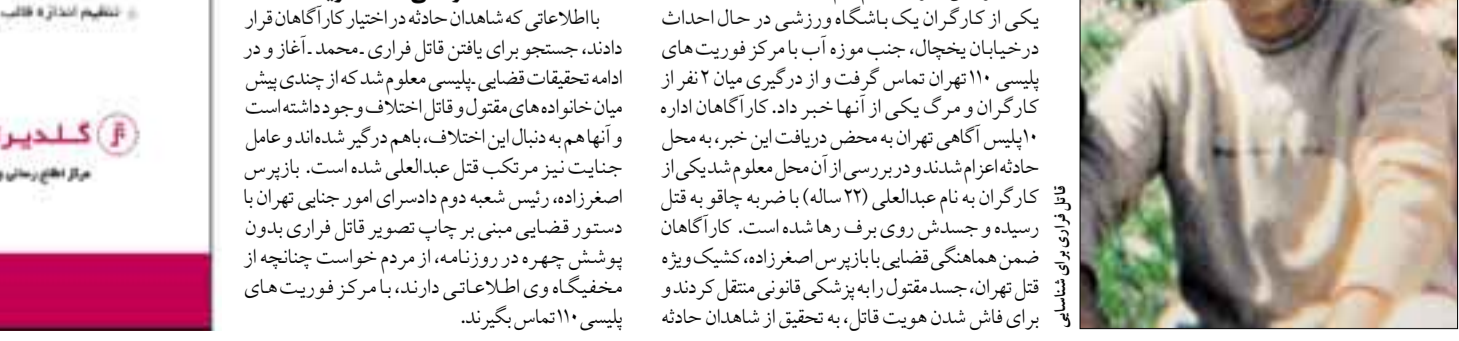 یکی از کارگران یک باشگاه ورزشی در حال احداث
درخیابان یخچال، جنب موزه آب با مرکز فوریت های
پلیسی ۱۱۰ تهران تماس گرفت و از درگیری میان ۲ نفر از
کارگران و مرگ یکی از آنها خبر داد. کارآگاهان اداره
۱۰پلیس آگاهی تهران به محض دریافت این خبر، به محل
حادثه اعزام شدند و در بررسی از آن محل معلوم شد یکی از
کارگران به نام عبدالعلی (۲۲ ساله) با ضربه چاقو به قتل
رسیده و جسدش روی برف رها شده است. کارآگاهان
ضمن هماهنگی قضایی با بازپرس اصغرزاده، کشیک ویژه
قتل تهران، جسد مقتول را به پزشکی قانونی منتقل کردند و
برای فاش شدن هویت قاتل، به تحقیق از شاهدان حادثه
قاتل فراری برای شناسایی
بااطلاعاتی که شاهدان حادثه در اختیار کارآگاهان قرار
دادند، جستجو برای یافتن قاتل فراری ـ محمد ـ آغاز و در
ادامه تحقیقات قضایی ـ پلیسی معلوم شد که از چندی پیش
میان خانواده های مقتول و قاتل اختلاف وجود داشته است
و آنها هم به دنبال این اختلاف، باهم درگیر شده اند و عامل
جنایت نیز مرتکب قتل عبدالعلی شده است. بازپرس
اصغرزاده، رئیس شعبه دوم دادسرای امور جنایی تهران با
دستور قضایی مبنی بر چاپ تصویر قاتل فراری بدون
پوشش چهره در روزنامه، از مردم خواست چنانچه از
مخفیگاه وی اطلاعاتی دارند، با مرکز فوریت های
پلیسی ۱۱۰تماس بگیرند.
تنظیم اندازه قالب
گلدیر
مرکز اطلاع رسانی و